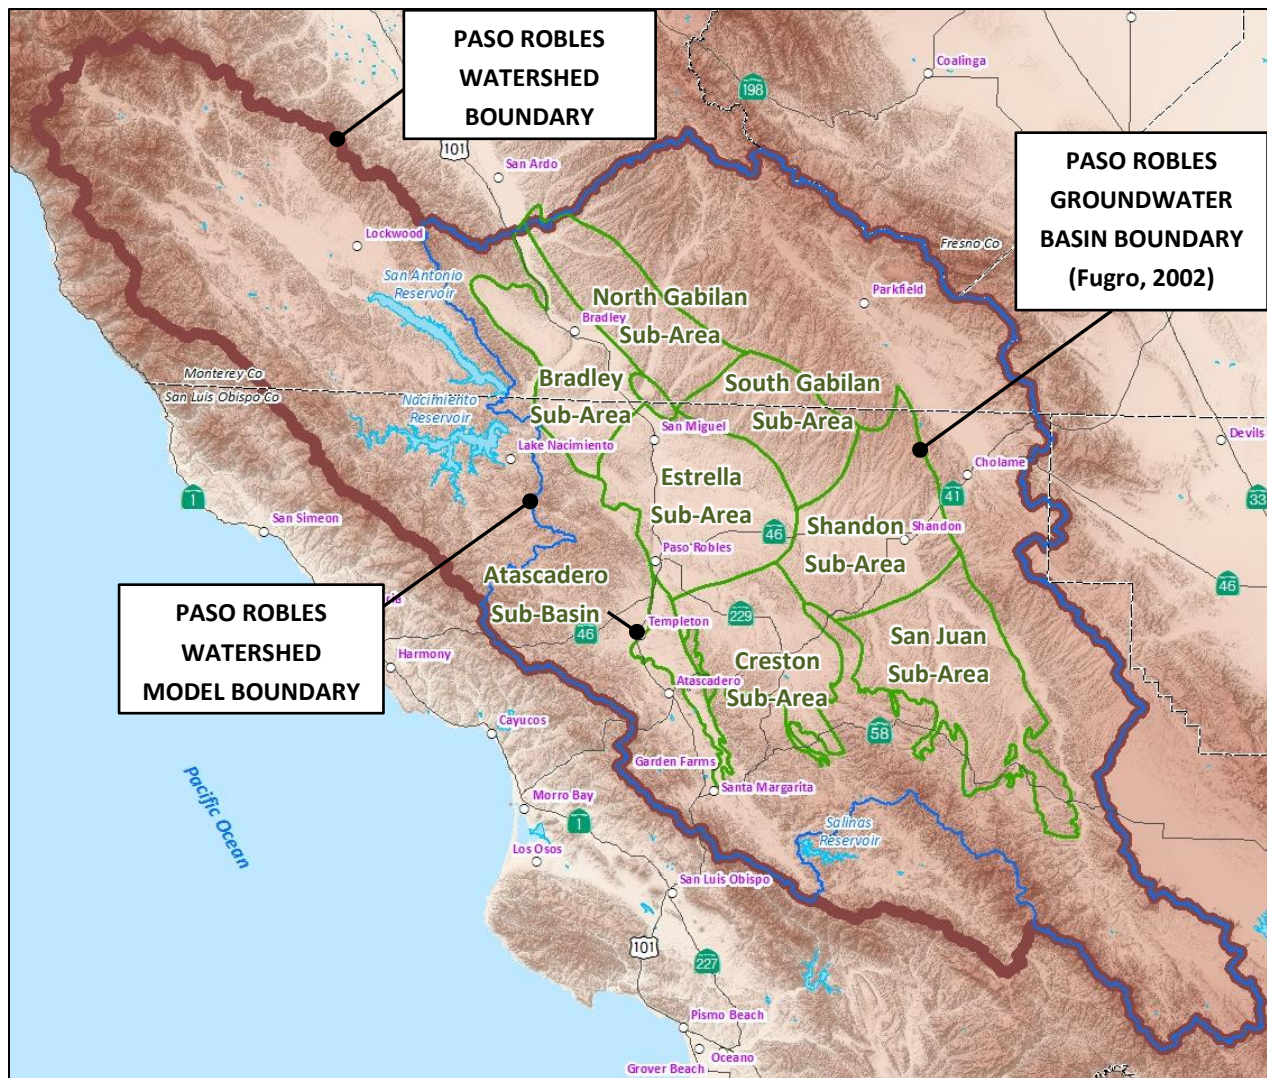 PASO ROBLES
WATERSHED
BOUNDARY
Coalinga
198
101
San Ardo
PASO ROBLES
GROUNDWATER
BASIN BOUNDARY
(Fugro, 2002)
Lockwood
Fresno Co
San Antonio
Reservoir
Parkfield
North Gabilan
Sub-Area
Bradley
Monterey Co
San Luis Obispo Co
Bradley
Sub-Area
South Gabilan
Sub-Area
Nacimiento
Reservoir
San Miguel
Devils
Lake Nacimiento
Cholame
Estrella
Sub-Area
41
33
1
San Simeon
Shandon
Sub-Area
Shandon
46
Paso Robles
Atascadero
Sub-Basin
46
PASO ROBLES
WATERSHED
MODEL BOUNDARY
ria
46
Templeton
229
San Juan
Sub-Area
Harmony
Creston
Sub-Area
Atascadero
Cayucos
58
Garden Farms
Santa Margarita
Pacific Ocean
Morro Bay
1
Salinas
Reservoir
Los Osos
San Luis Obispo
101
227
Pismo Beach
Oceano
Grover Beach